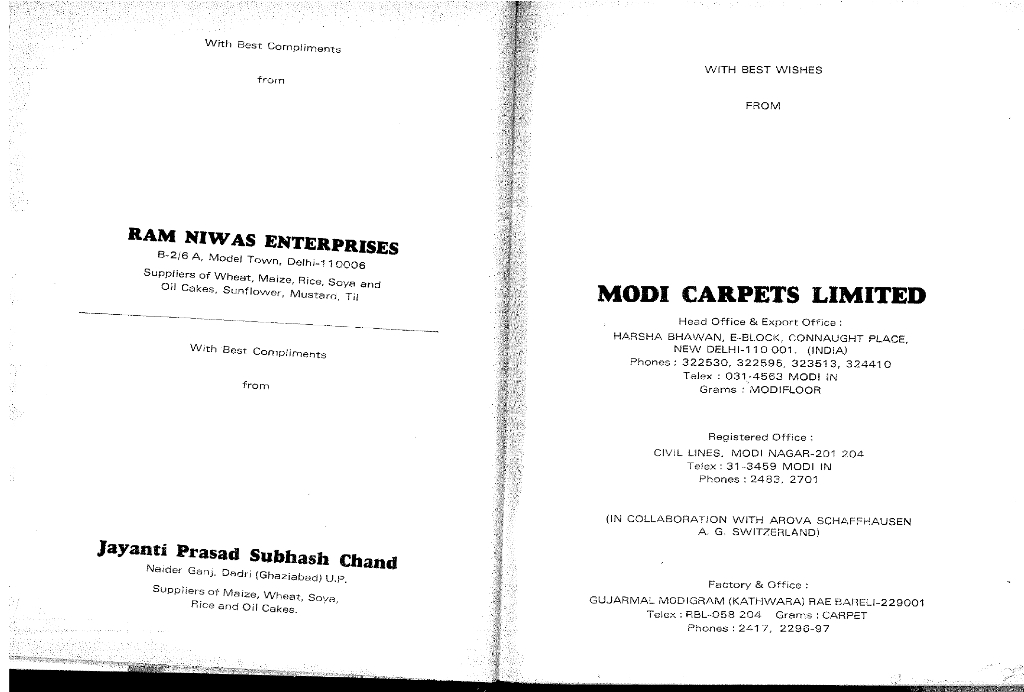 With Best Compliments
from
RAM NIWAS ENTERPRISES
B-2/6 A, Model Town, Delhi-110006
Suppliers of Wheat, Maize, Rice, Soya and
Oil Cakes, Sunflower, Mustard, Til
With Best Compliments
from
Jayanti Prasad Subhash Chand
Naider Ganj, Dadri (Ghaziabad) U.P.
Suppliers of Maize, Wheat, Soya,
Rice and Oil Cakes.
WITH BEST WISHES
FROM
MODI CARPETS LIMITED
Head Office & Export Office :
HARSHA BHAWAN, E-BLOCK, CONNAUGHT PLACE,
NEW DELHI-110 001. (INDIA)
Phones : 322530, 322596, 323513, 324410
Telex : 031-4563 MODI IN
Grams : MODIFLOOR
Registered Office :
CIVIL LINES, MODI NAGAR-201 204
Telex : 31-3459 MODI IN
Phones : 2483, 2701
(IN COLLABORATION WITH AROVA SCHAFFHAUSEN
A. G. SWITZERLAND)
Factory & Office :
GUJARMAL MODIGRAM (KATHWARA) RAE BARELI-229001
Telex : RBL-058 204 Grams : CARPET
Phones : 2417, 2296-97